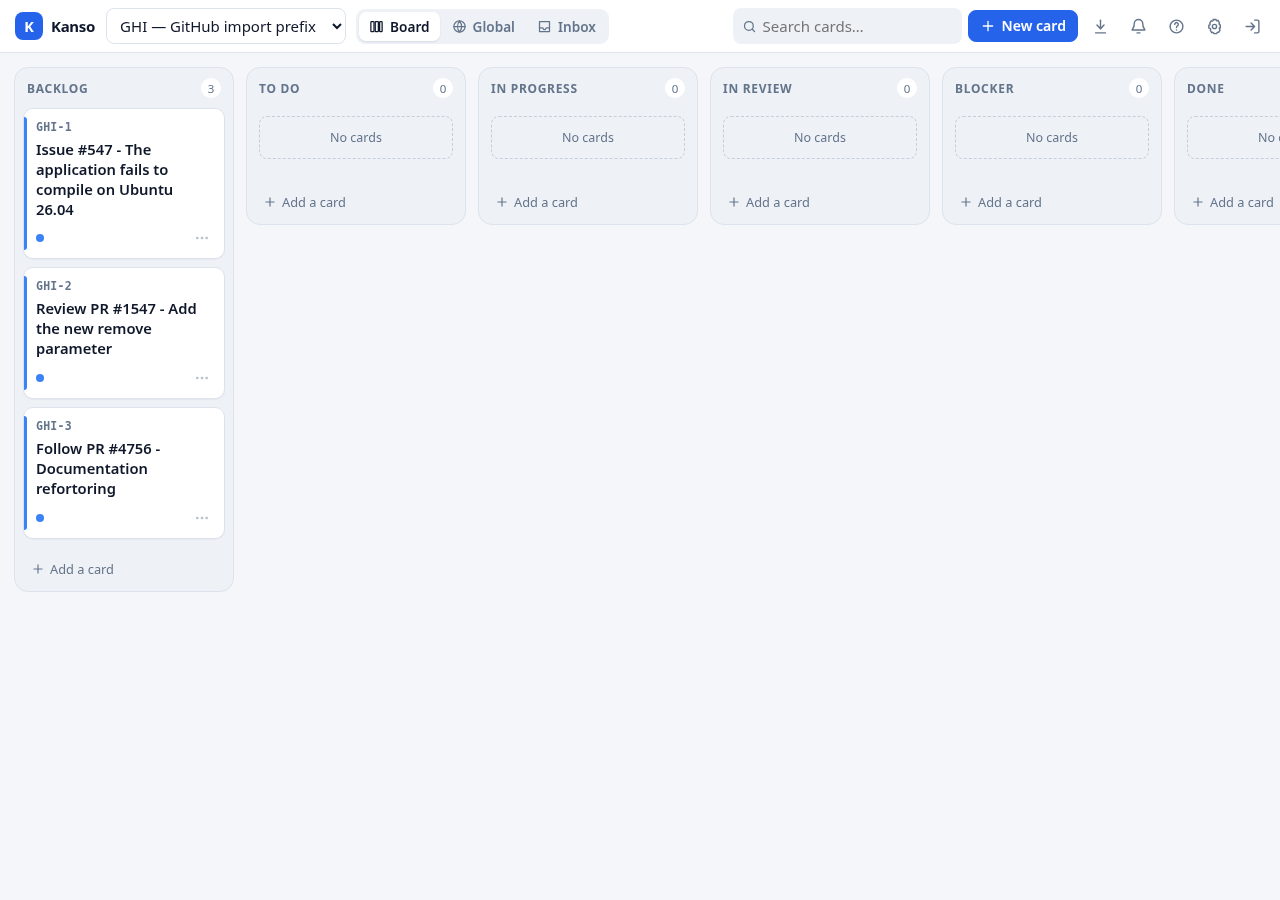 K Kanso
GHI — GitHub import prefix
Board
Global
Inbox
Search cards...
New card
BACKLOG 3
GHI-1
Issue #547 - The
application fails to
compile on Ubuntu
26.04
GHI-2
Review PR #1547 - Add
the new remove
parameter
GHI-3
Follow PR #4756 -
Documentation
refortoring
Add a card
TO DO 0
No cards
Add a card
IN PROGRESS 0
No cards
Add a card
IN REVIEW 0
No cards
Add a card
BLOCKER 0
No cards
Add a card
DONE
No
Add a card